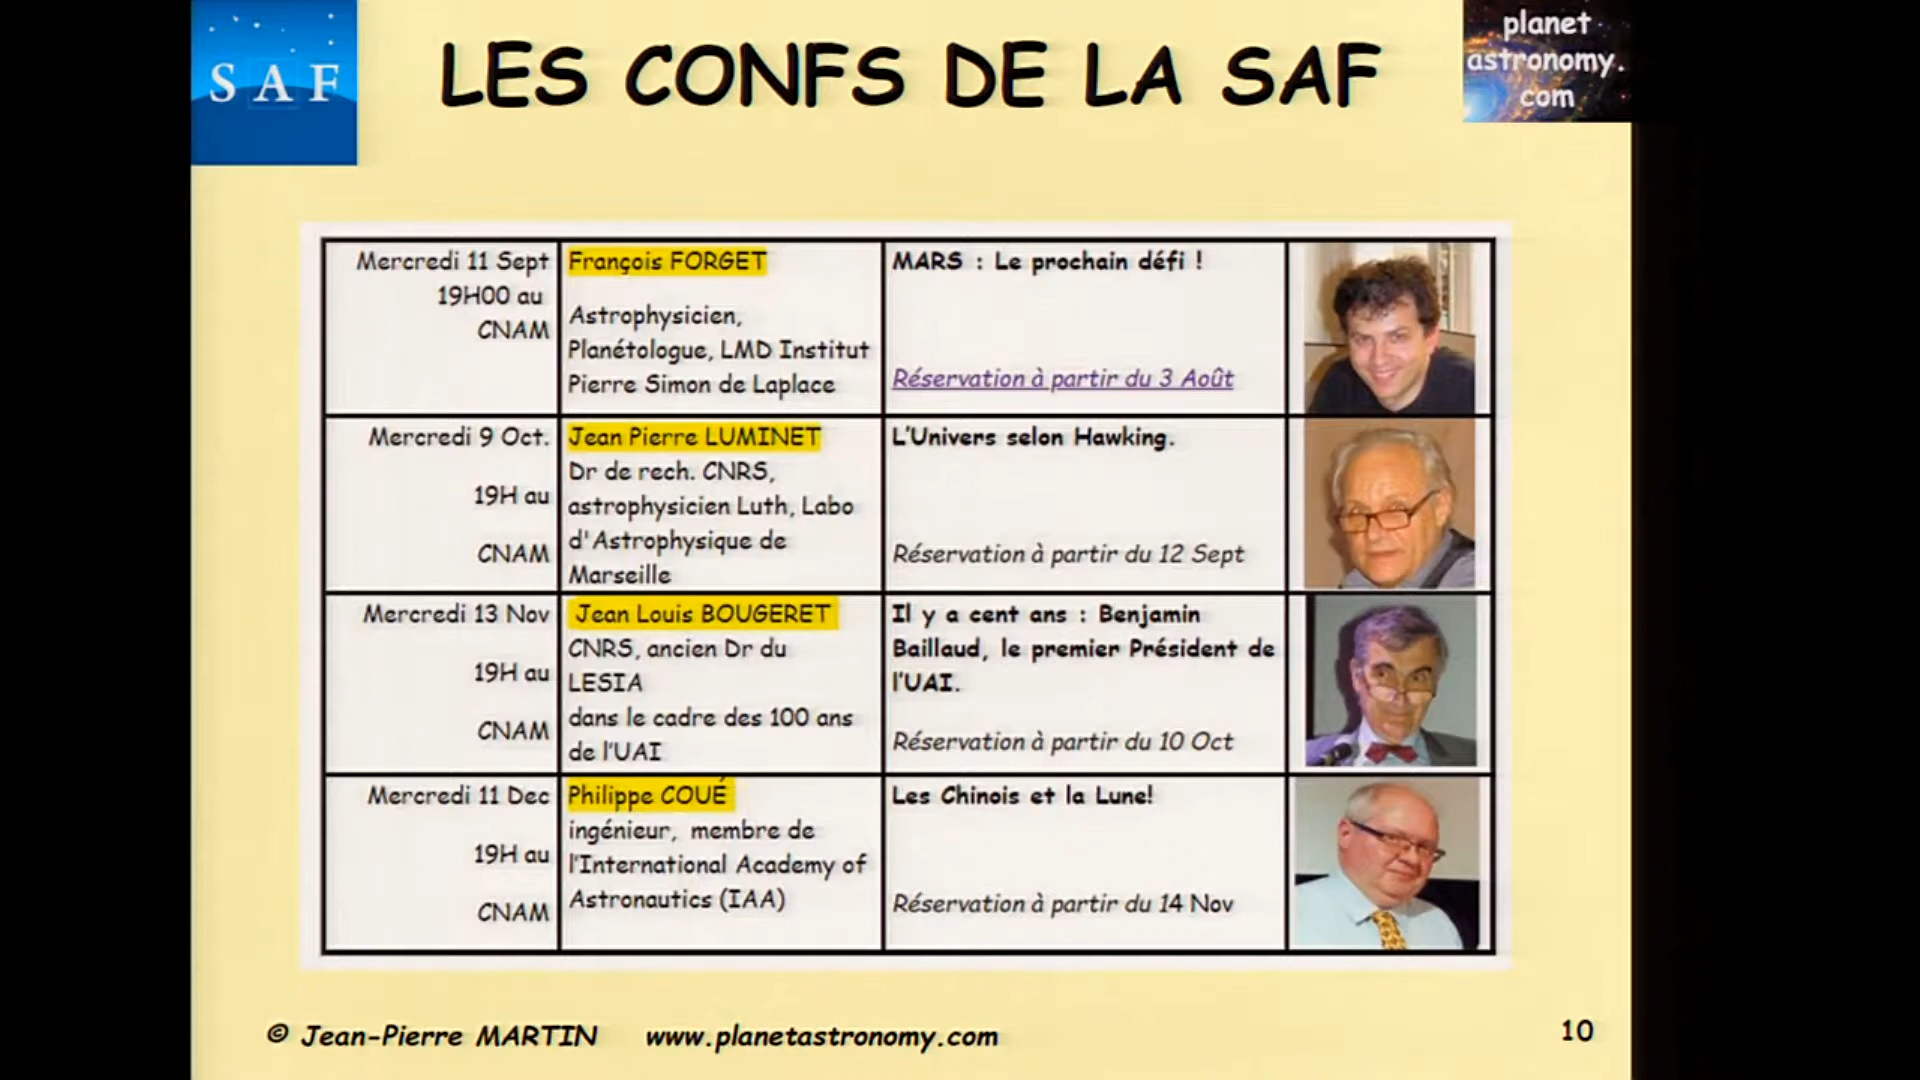 SAF
LES CONFS DE LA SAF
planet
astronomy.
com
Mercredi 11 Sept
19H00 au
CNAM
François FORGET
Astrophysicien,
Planétologue, LMD Institut
Pierre Simon de Laplace
MARS : Le prochain défi !
Réservation à partir du 3 Août
Mercredi 9 Oct.
19H au
CNAM
Jean Pierre LUMINET
Dr de rech. CNRS,
astrophysicien Luth, Labo
d'Astrophysique de
Marseille
L'Univers selon Hawking.
Réservation à partir du 12 Sept
Mercredi 13 Nov
19H au
CNAM
Jean Louis BOUGERET
CNRS, ancien Dr du
LESIA
dans le cadre des 100 ans
de l'UAI
Il y a cent ans : Benjamin
Baillaud, le premier Président de
l'UAI.
Réservation à partir du 10 Oct
Mercredi 11 Dec
19H au
CNAM
Philippe COUÉ
ingénieur, membre de
l'International Academy of
Astronautics (IAA)
Les Chinois et la Lune!
Réservation à partir du 14 Nov
© Jean-Pierre MARTIN www.planetastronomy.com
10